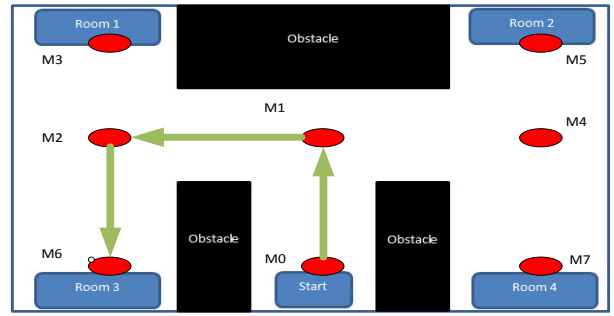 Room 1
Room 2
Obstacle
M3
M5
M1
M2
M4
Obstacle
Obstacle
M6
M0
M7
Room 3
Start
Room 4